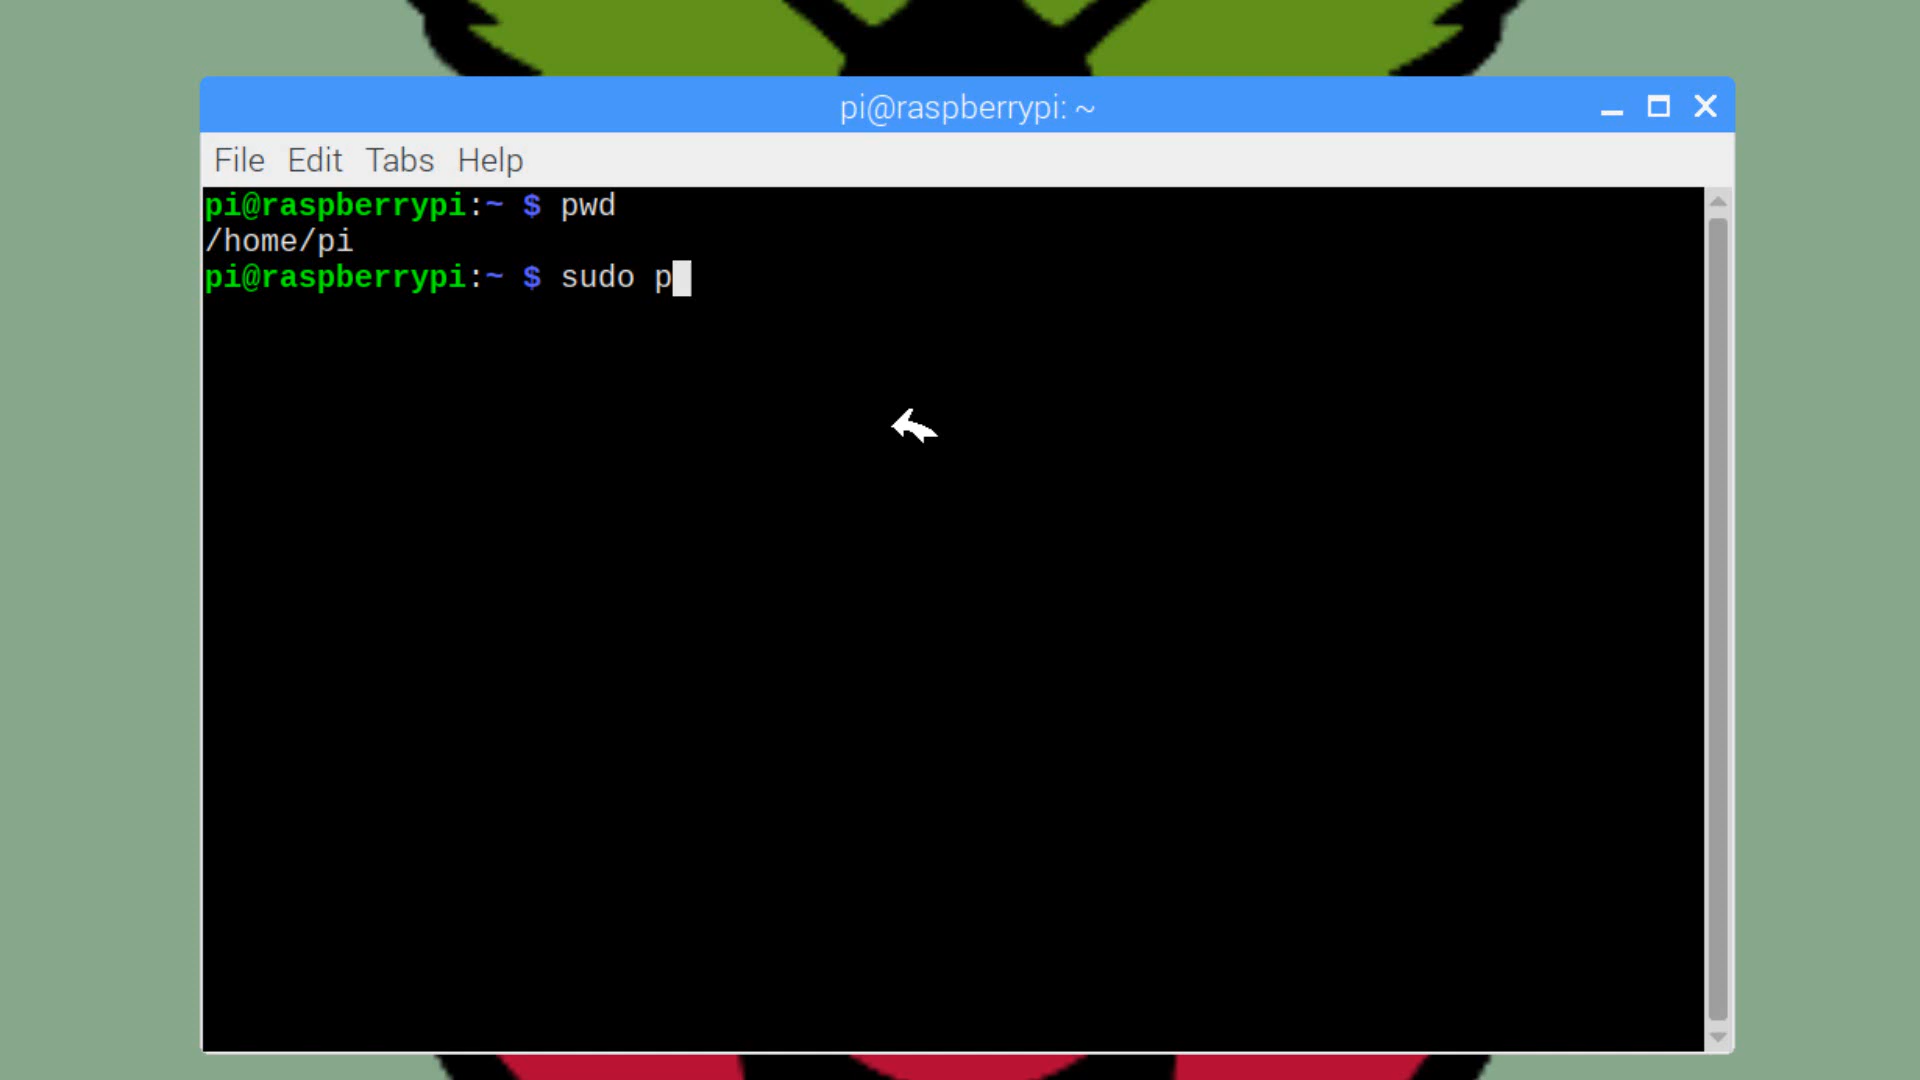 pi@raspberrypi: ~
File Edit Tabs Help
pi@raspberrypi:~ $ pwd
/home/pi
pi@raspberrypi:~ $ sudo p